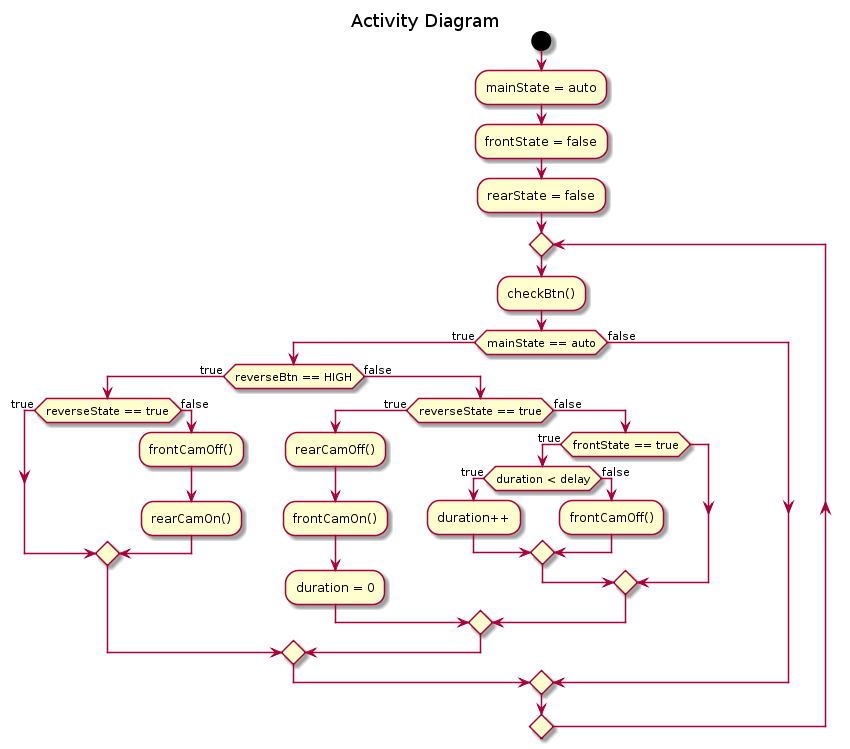 Activity Diagram
mainState = auto
frontState = false
rearState = false
checkBtn()
true
mainState == auto
false
true
reverseBtn == HIGH
false
true
reverseState == true
false
true
reverseState == true
false
frontCamOff()
rearCamOn()
rearCamOff()
frontCamOn()
duration = 0
true
frontState == true
true
duration < delay
false
duration++
frontCamOff()